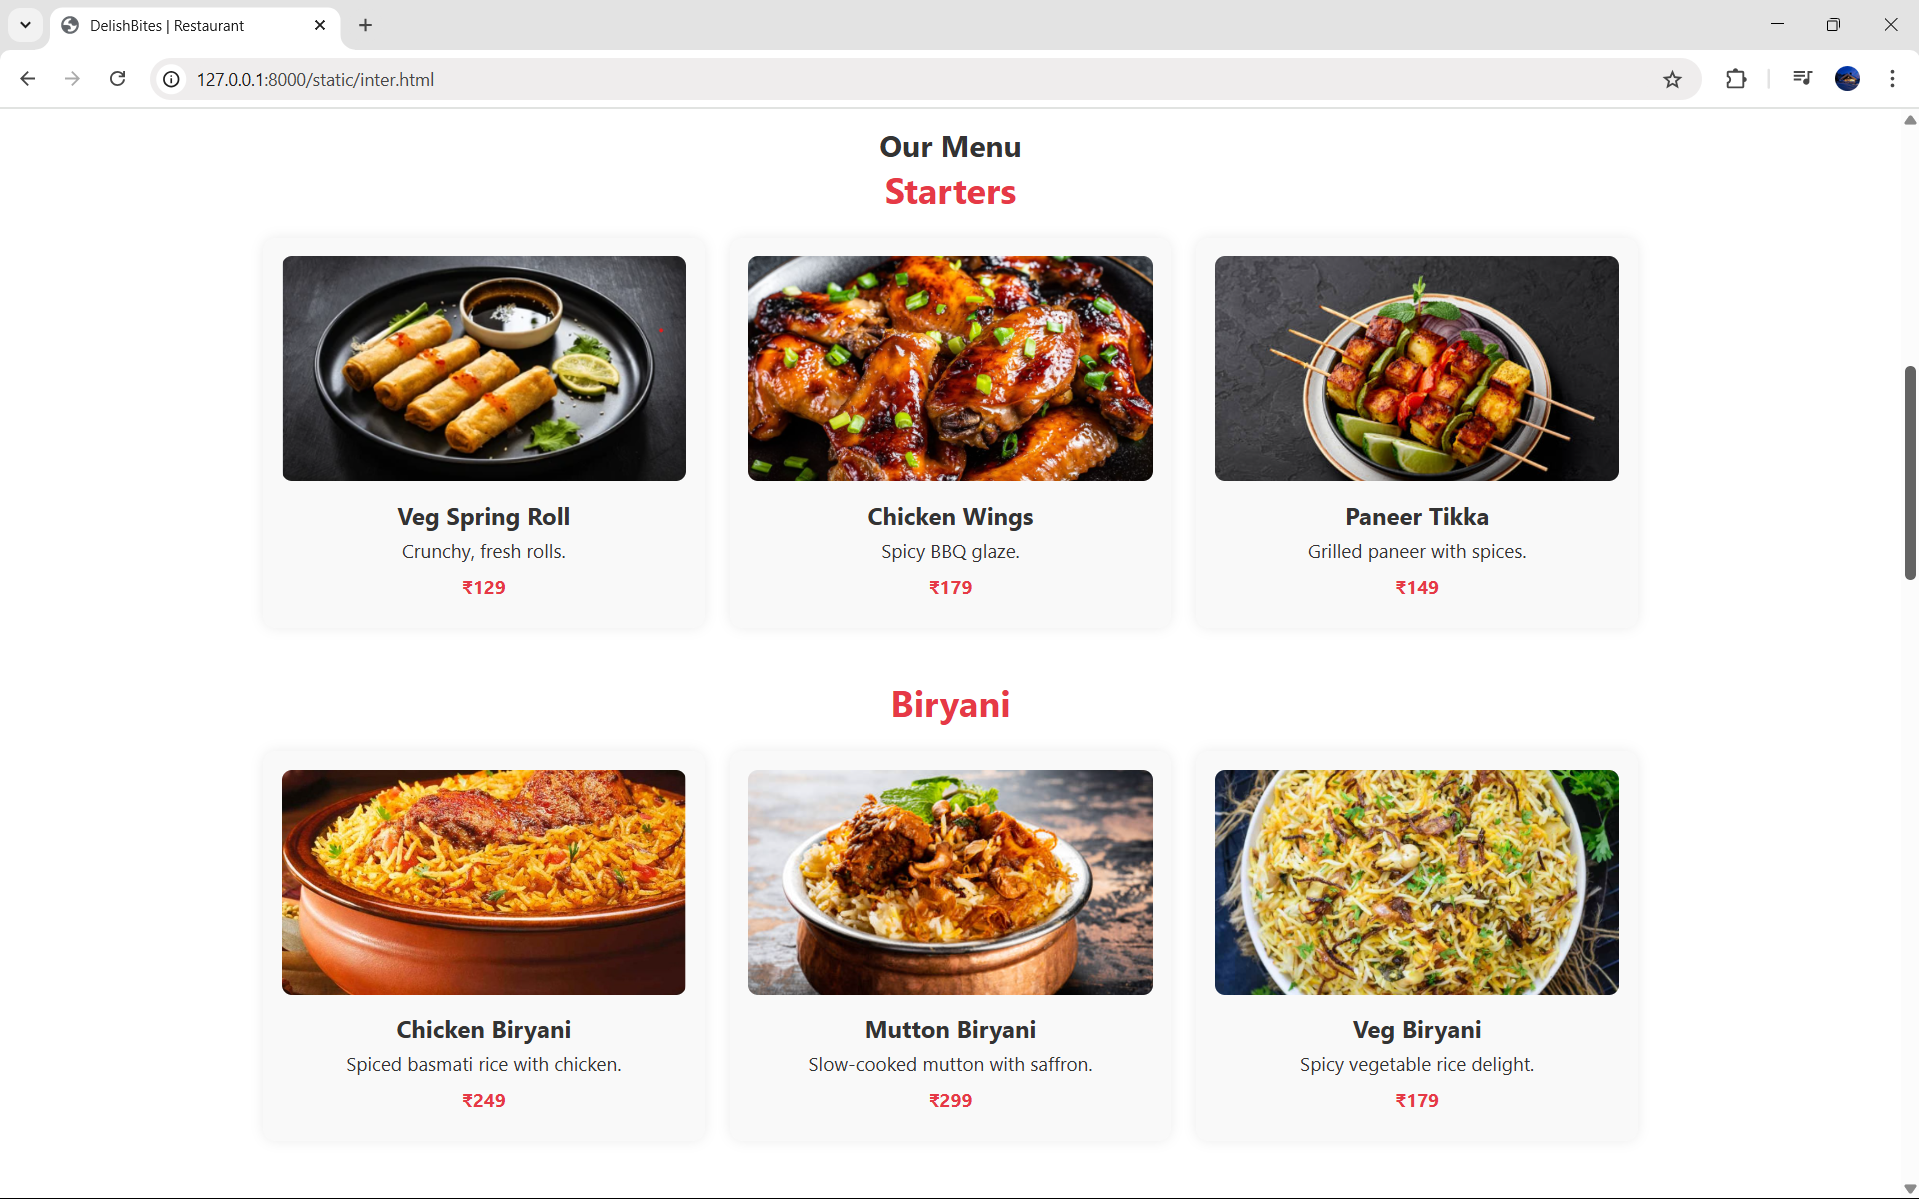 DelishBites | Restaurant
127.0.0.1:8000/static/inter.html
Our Menu
Starters
Veg Spring Roll
Crunchy, fresh rolls.
₹129
Chicken Wings
Spicy BBQ glaze.
₹179
Paneer Tikka
Grilled paneer with spices.
₹149
Biryani
Chicken Biryani
Spiced basmati rice with chicken.
₹249
Mutton Biryani
Slow-cooked mutton with saffron.
₹299
Veg Biryani
Spicy vegetable rice delight.
₹179